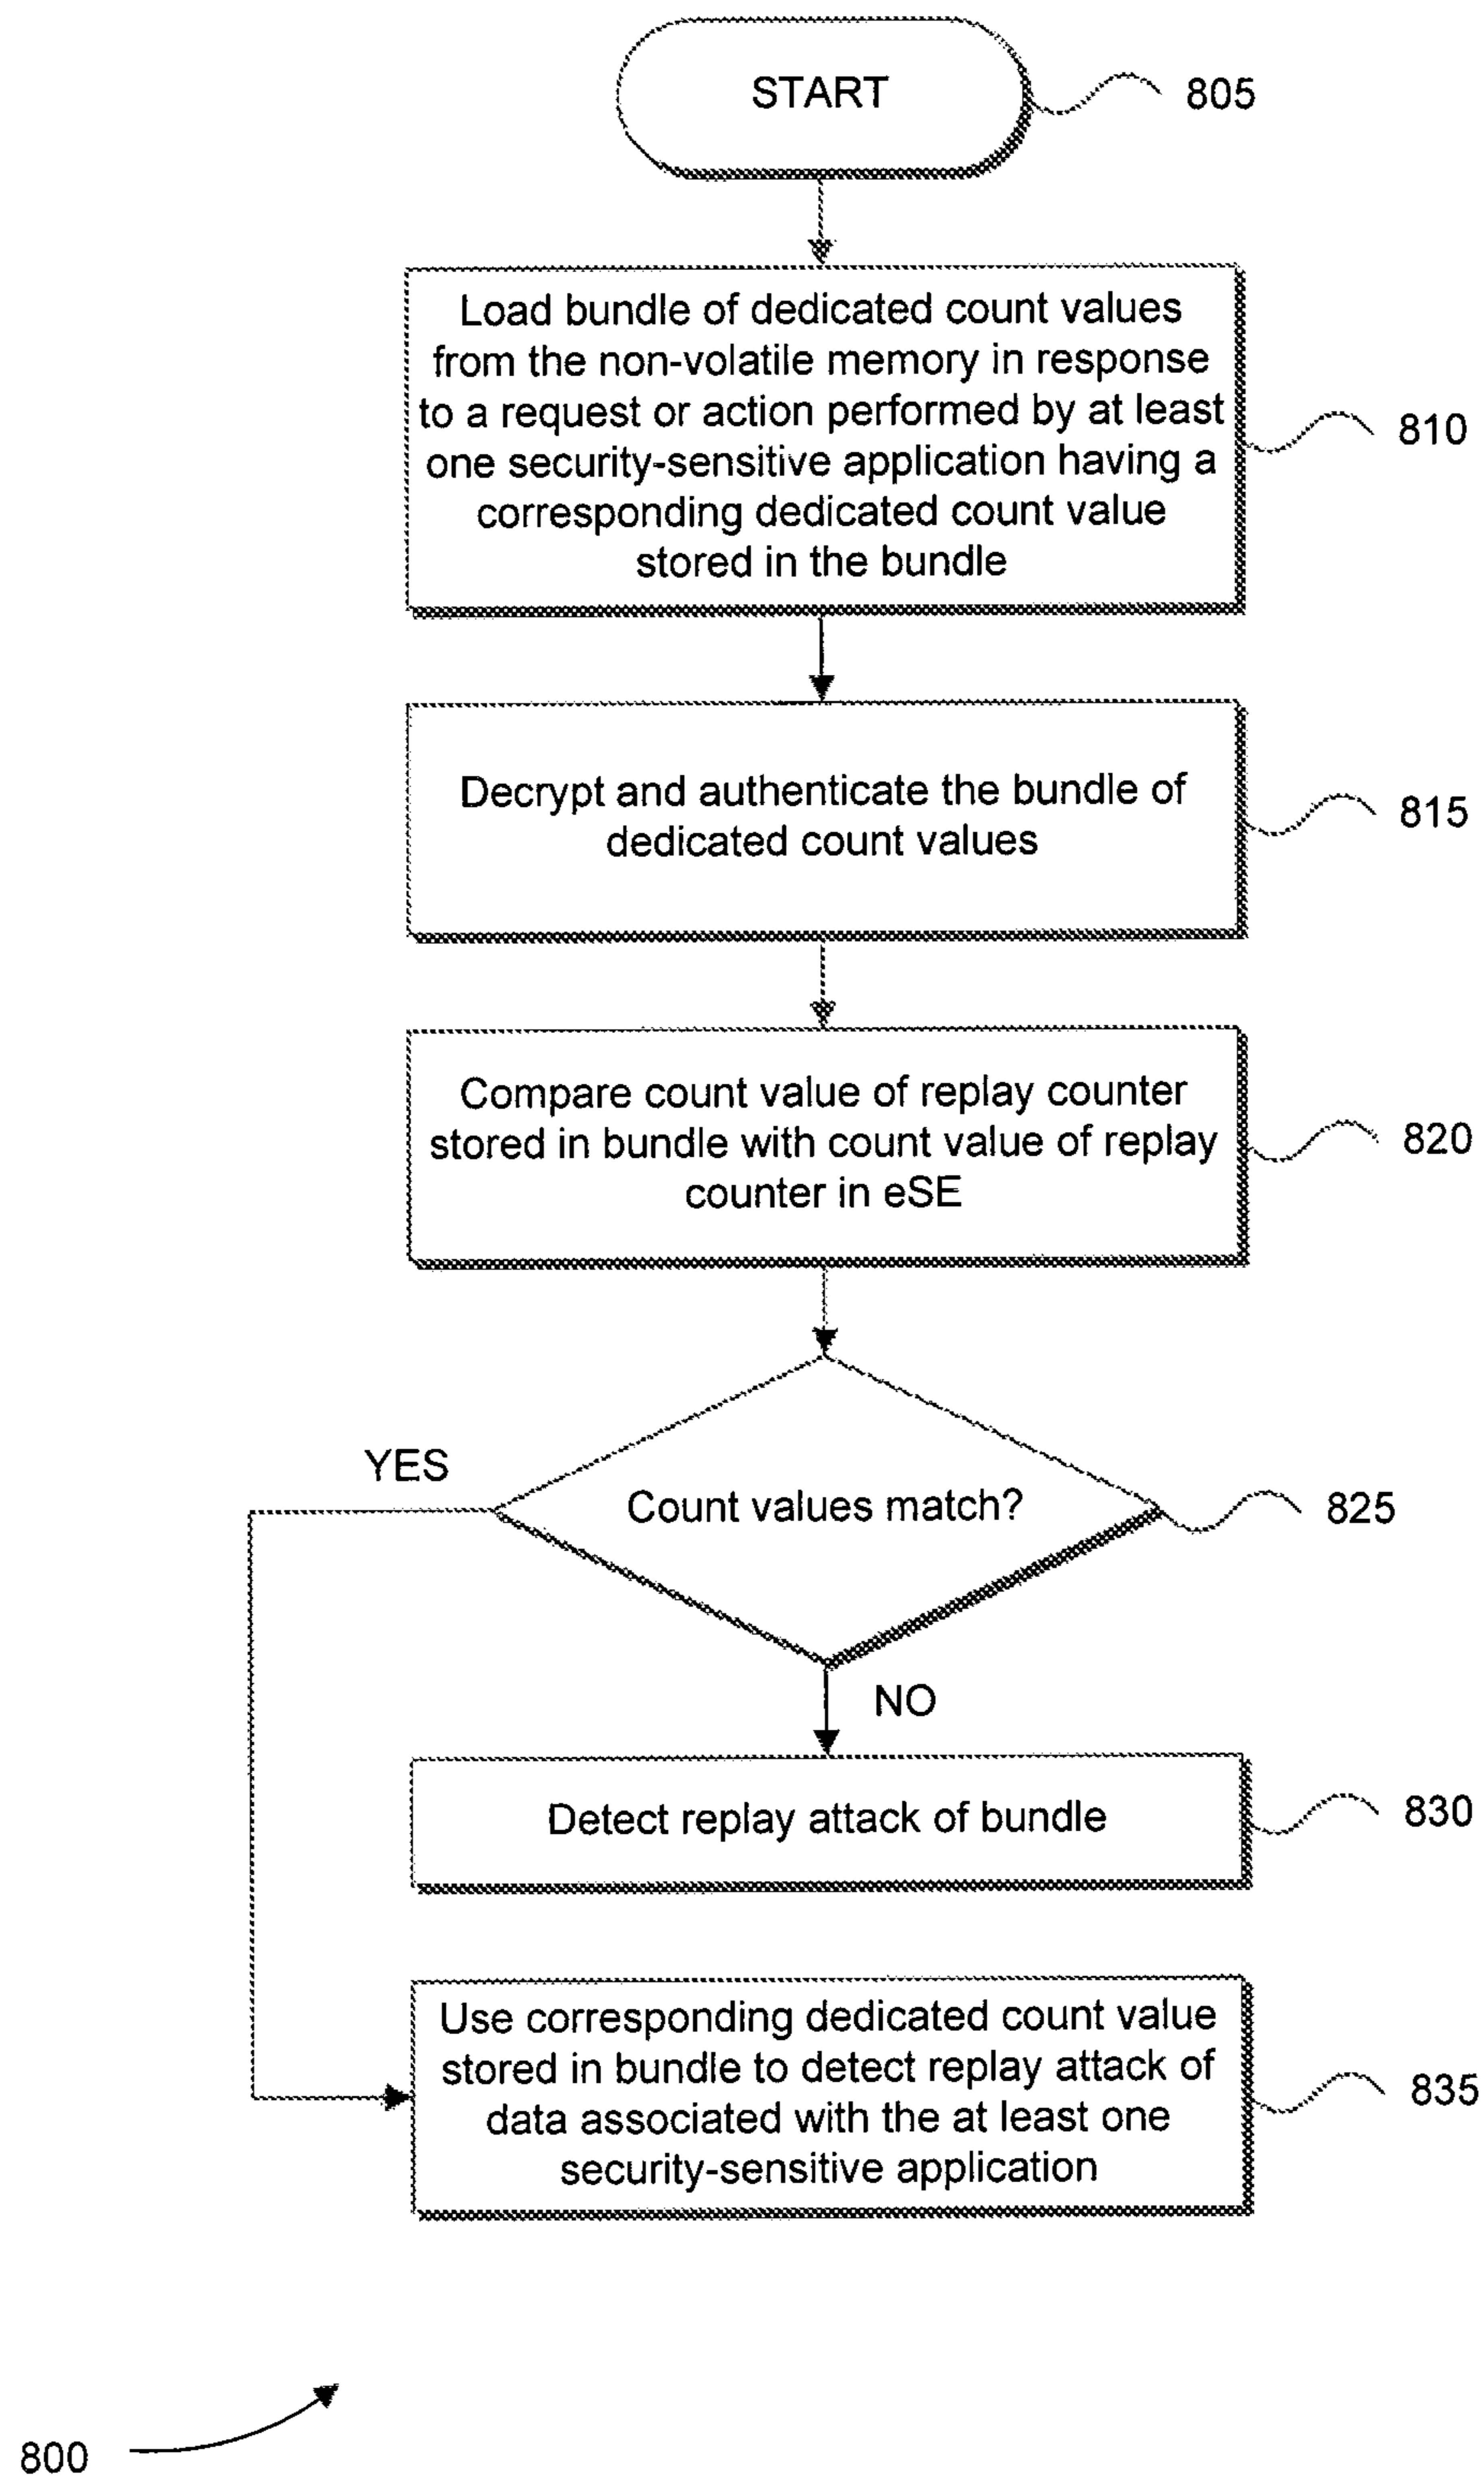 START
805
Load bundle of dedicated count values
from the non-volatile memory in response
to a request or action performed by at least
one security-sensitive application having a
corresponding dedicated count value
stored in the bundle
810
Decrypt and authenticate the bundle of
dedicated count values
815
Compare count value of replay counter
stored in bundle with count value of replay
counter in eSE
820
YES
Count values match?
825
NO
Detect replay attack of bundle
830
Use corresponding dedicated count value
stored in bundle to detect replay attack of
data associated with the at least one
security-sensitive application
835
800